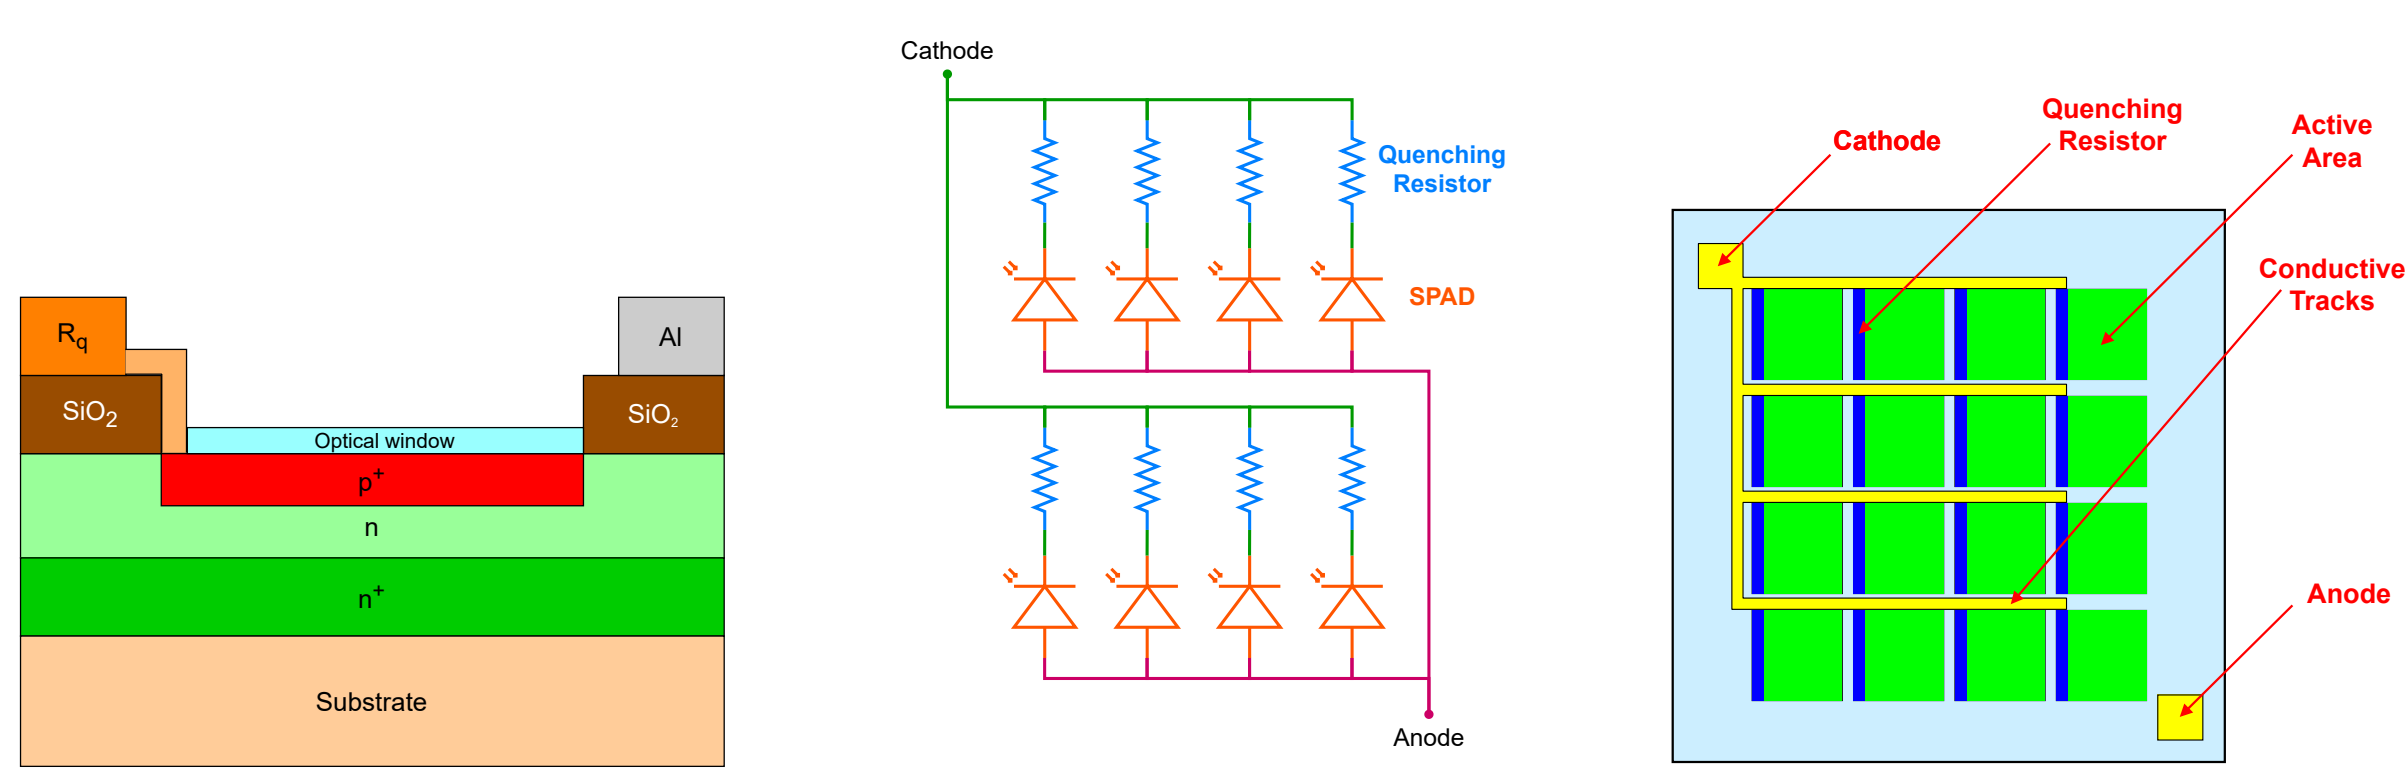 R_q
Al
SiO₂
SiO₂
Optical window
p⁺
n
n⁺
Substrate
Cathode
Quenching
Resistor
SPAD
Anode
Cathode
Quenching
Resistor
Active
Area
Conductive
Tracks
Anode